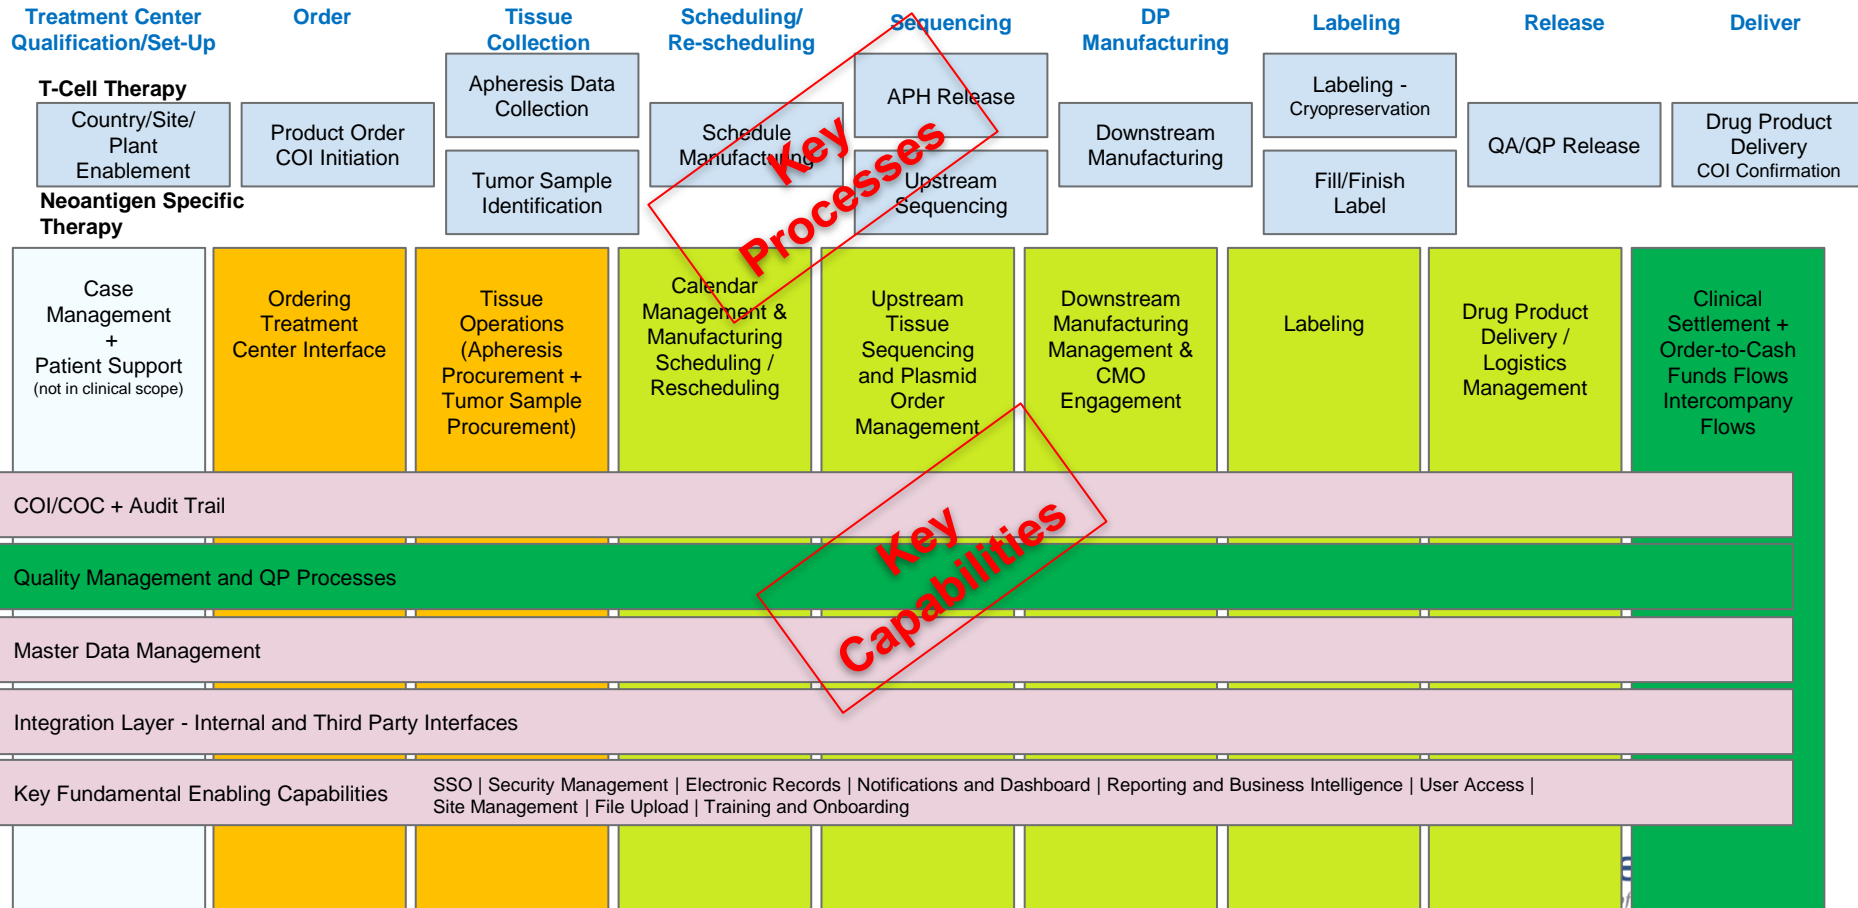 Treatment Center
Qualification/Set-Up
Order
Tissue
Collection
Scheduling/
Re-scheduling
Sequencing
DP
Manufacturing
Labeling
Release
Deliver
T-Cell Therapy
Country/Site/
Plant
Enablement
Neoantigen Specific
Therapy
Product Order
COI Initiation
Apheresis Data
Collection
Tumor Sample
Identification
Schedule
Manufacturing
APH Release
Upstream
Sequencing
Downstream
Manufacturing
Labeling -
Cryopreservation
Fill/Finish
Label
QA/QP Release
Drug Product
Delivery
COI Confirmation
Key
Processes
Case
Management
+
Patient Support
(not in clinical scope)
Ordering
Treatment
Center Interface
Tissue
Operations
(Apheresis
Procurement +
Tumor Sample
Procurement)
Calendar
Management &
Manufacturing
Scheduling /
Rescheduling
Upstream
Tissue
Sequencing
and Plasmid
Order
Management
Downstream
Manufacturing
Management &
CMO
Engagement
Labeling
Drug Product
Delivery /
Logistics
Management
Clinical
Settlement +
Order-to-Cash
Funds Flows
Intercompany
Flows
Key
Capabilities
COI/COC + Audit Trail
Quality Management and QP Processes
Master Data Management
Integration Layer - Internal and Third Party Interfaces
Key Fundamental Enabling Capabilities
SSO | Security Management | Electronic Records | Notifications and Dashboard | Reporting and Business Intelligence | User Access |
Site Management | File Upload | Training and Onboarding